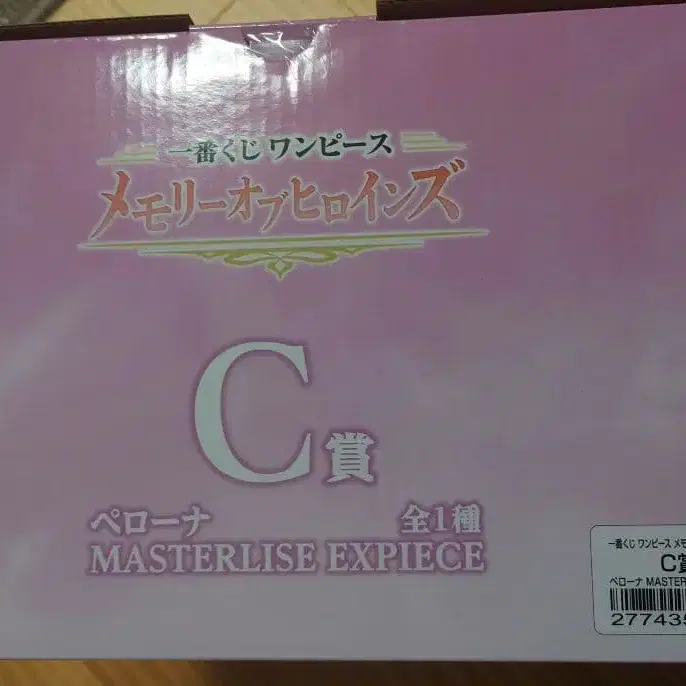 一番くじ ワンピース
メモリーオブヒロインズ
C賞
ペローナ 全1種
MASTERLISE EXPIECE
一番くじ ワンピース メモ
C賞
ペローナ MASTER
277435